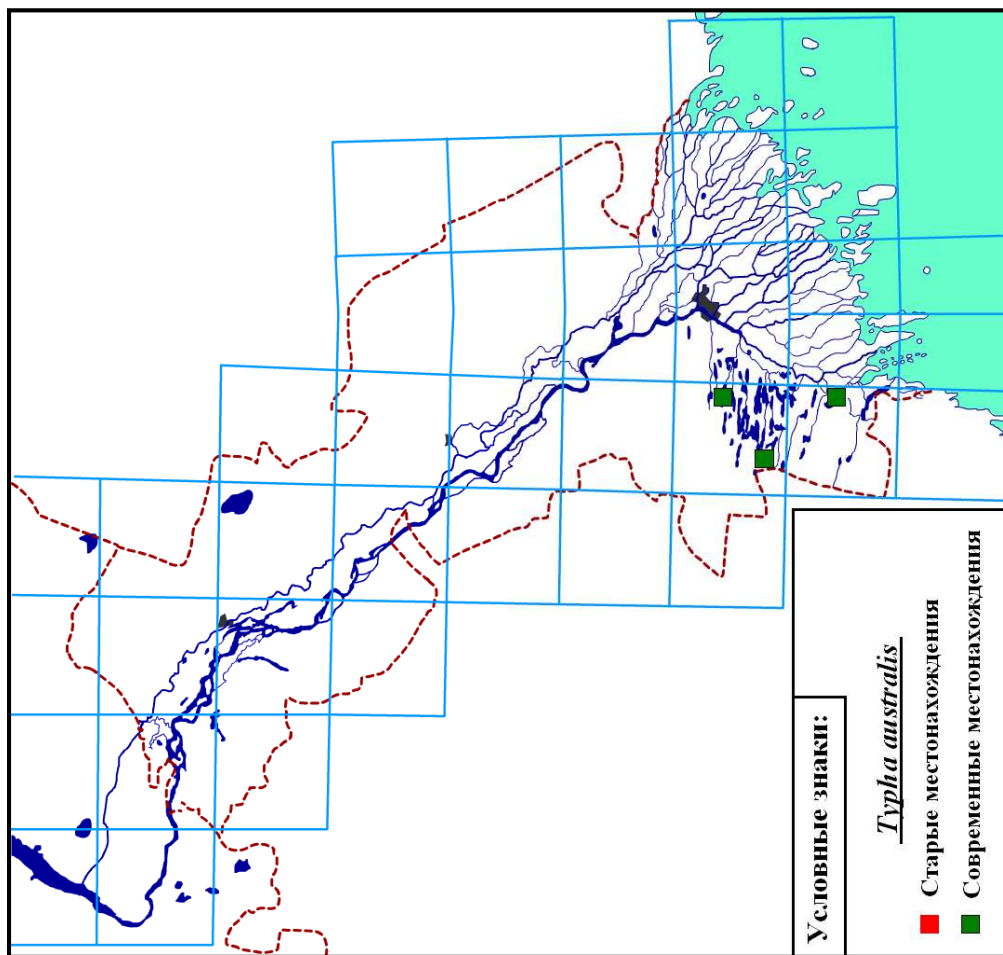 Условные знаки:
Typha australis
Старые местонахождения
Современные местонахождения